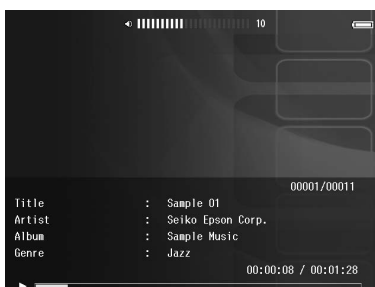 10
00001/00011
Title : Sample 01
Artist : Seiko Epson Corp.
Album : Sample Music
Genre : Jazz
00:00:08 / 00:01:28